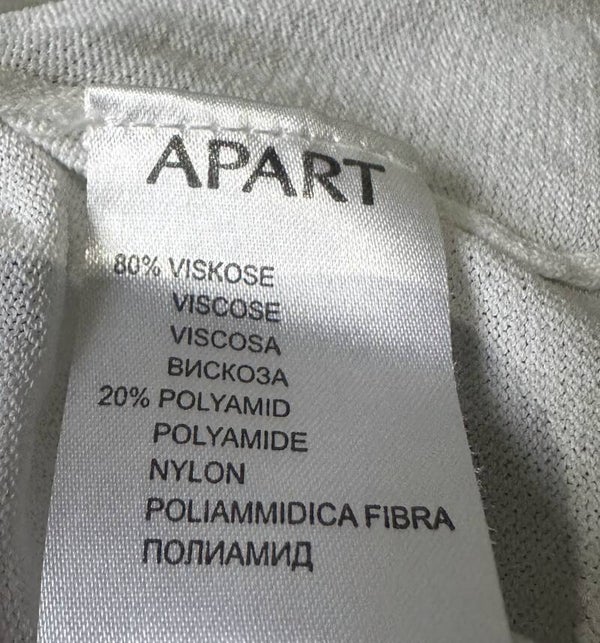 APART
80% VISKOSE
VISCOSE
VISCOSA
ВИСКОЗА
20% POLYAMID
POLYAMIDE
NYLON
POLIAMMIDICA FIBRA
ПОЛИАМИД